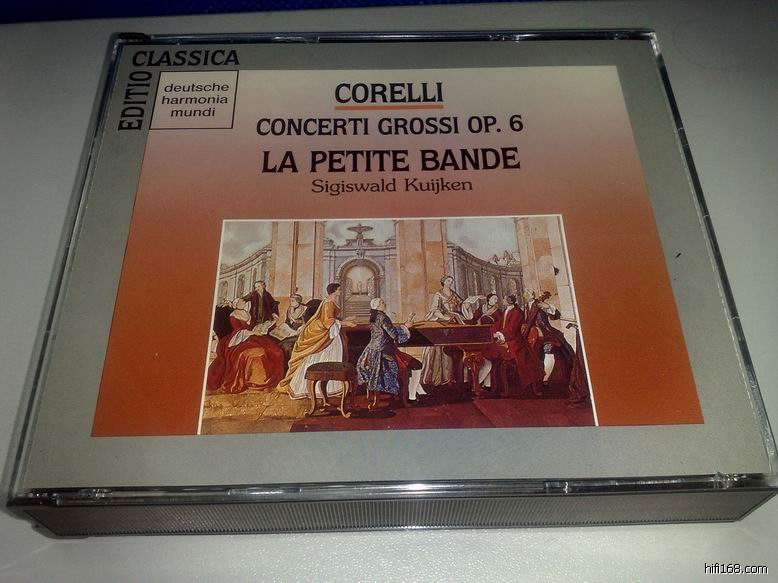 EDITIO CLASSICA
deutsche
harmonia
mundi
CORELLI
CONCERTI GROSSI OP. 6
LA PETITE BANDE
Sigiswald Kuijken
hifi168.com